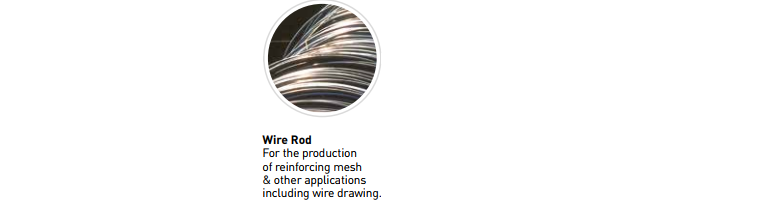 Wire Rod
For the production
of reinforcing mesh
& other applications
including wire drawing.